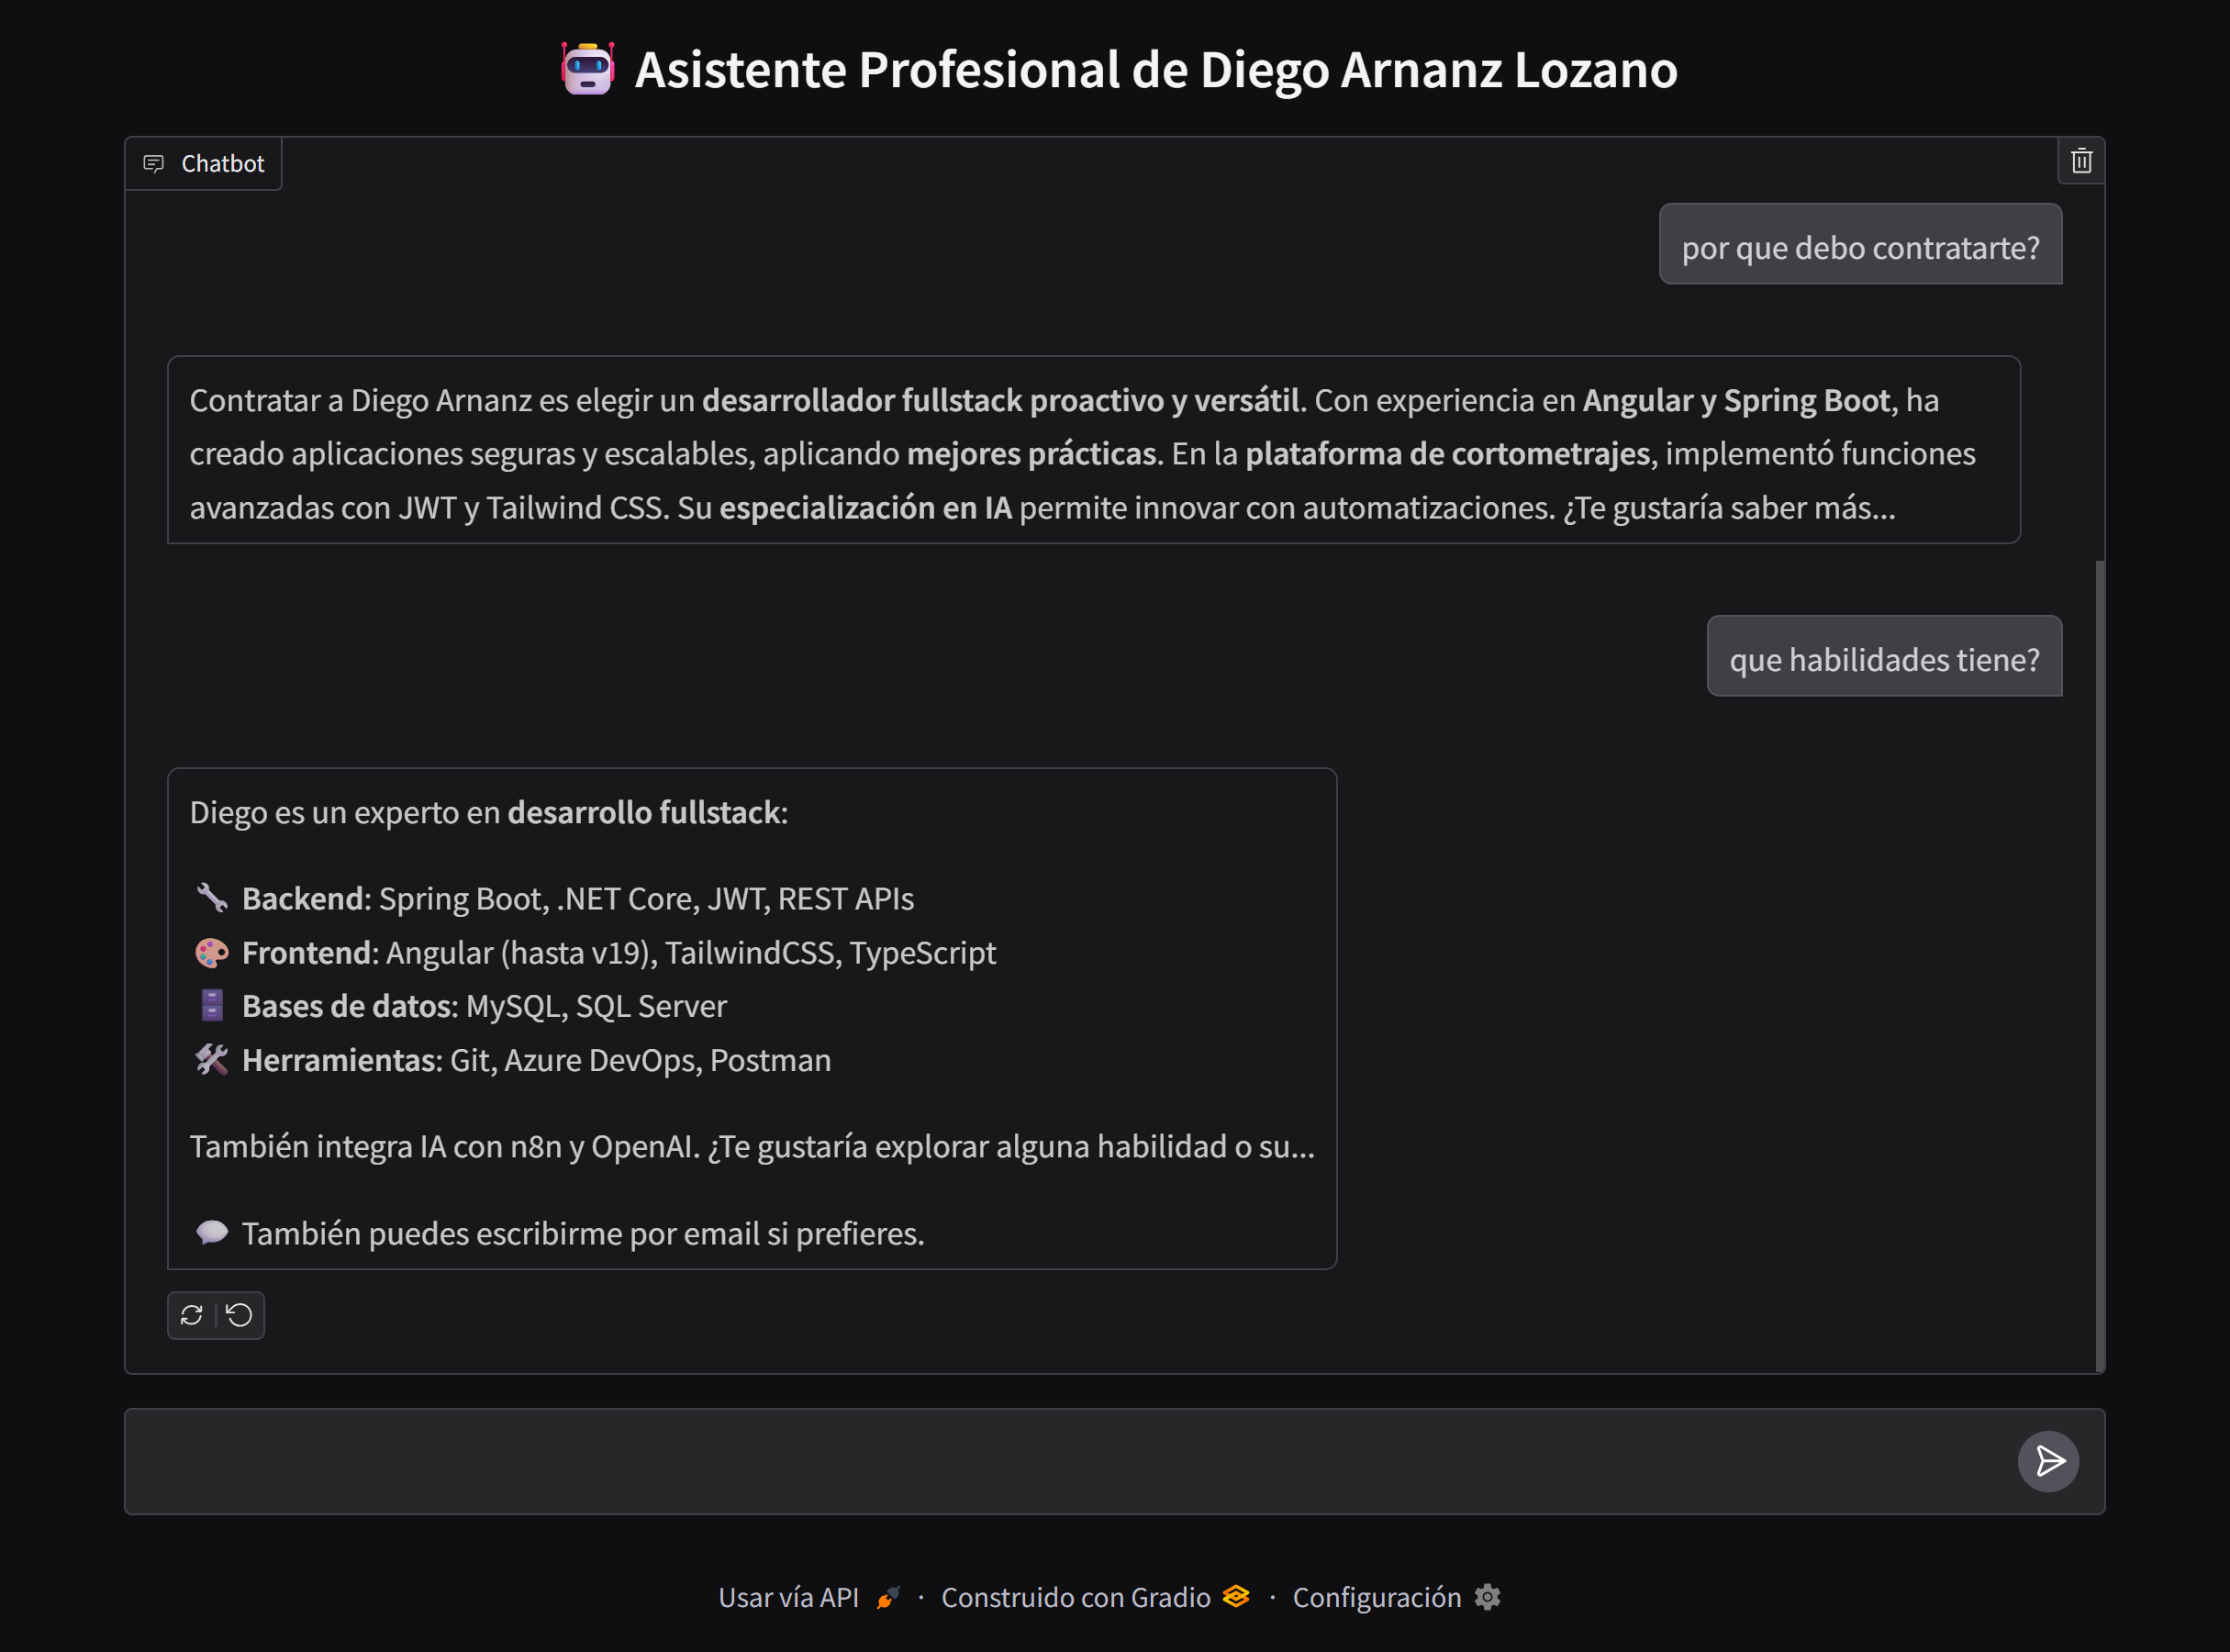 Asistente Profesional de Diego Arnanz Lozano
Chatbot
por que debo contratarte?
Contratar a Diego Arnanz es elegir un desarrollador fullstack proactivo y versátil. Con experiencia en Angular y Spring Boot, ha
creado aplicaciones seguras y escalables, aplicando mejores prácticas. En la plataforma de cortometrajes, implementó funciones
avanzadas con JWT y Tailwind CSS. Su especialización en IA permite innovar con automatizaciones. ¿Te gustaría saber más...
que habilidades tiene?
Diego es un experto en desarrollo fullstack:
Backend: Spring Boot, .NET Core, JWT, REST APIs
Frontend: Angular (hasta v19), TailwindCSS, TypeScript
Bases de datos: MySQL, SQL Server
Herramientas: Git, Azure DevOps, Postman
También integra IA con n8n y OpenAI. ¿Te gustaría explorar alguna habilidad o su...
También puedes escribirme por email si prefieres.
Usar vía API · Construido con Gradio · Configuración